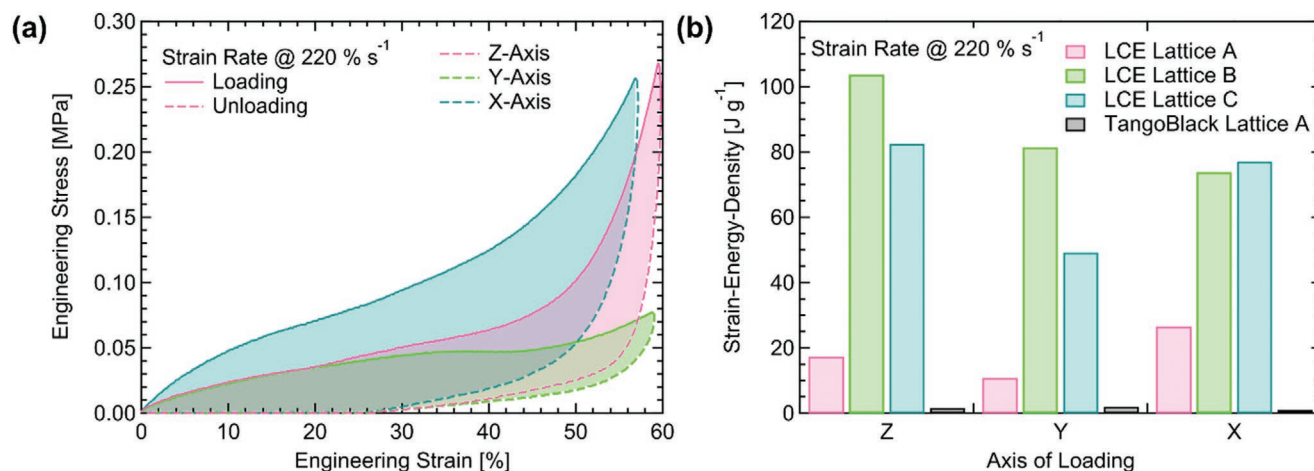 (a)
Strain Rate @ 220 % s⁻¹
Loading
Unloading
Z-Axis
Y-Axis
X-Axis
0.30
0.25
0.20
0.15
0.10
0.05
0.00
Engineering Stress [MPa]
0 10 20 30 40 50 60
Engineering Strain [%]
(b)
Strain Rate @ 220 % s⁻¹
LCE Lattice A
LCE Lattice B
LCE Lattice C
TangoBlack Lattice A
120
100
80
60
40
20
0
Strain-Energy-Density [J g⁻¹]
Z Y X
Axis of Loading